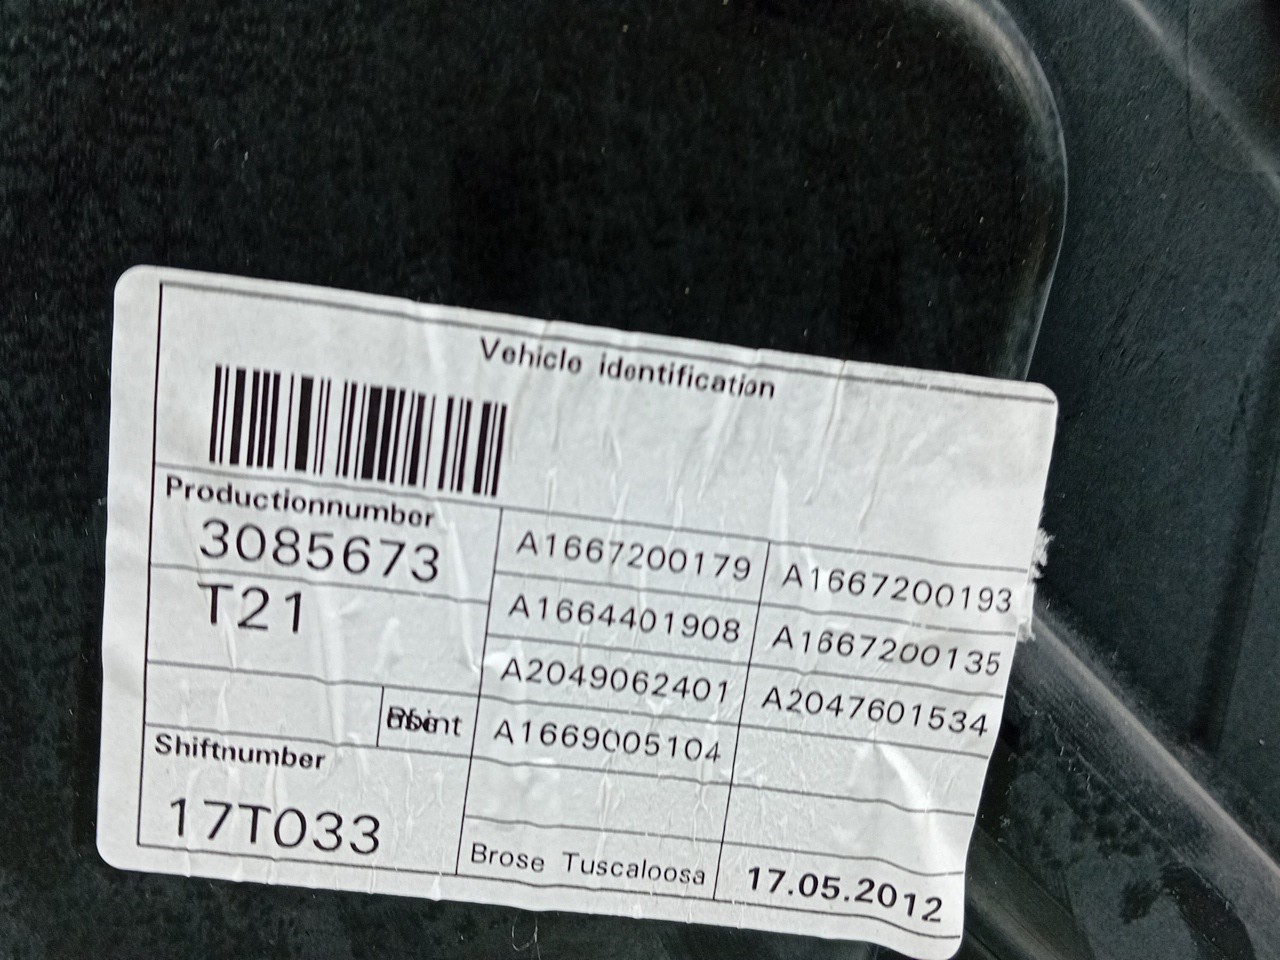 Vehicle identification
Productionnumber
3085673
T21
A1667200179 A1667200193
A1664401908 A1667200135
A2049062401 A2047601534
A1669005104
Shiftnumber
17T033
Brose Tuscaloosa 17.05.2012